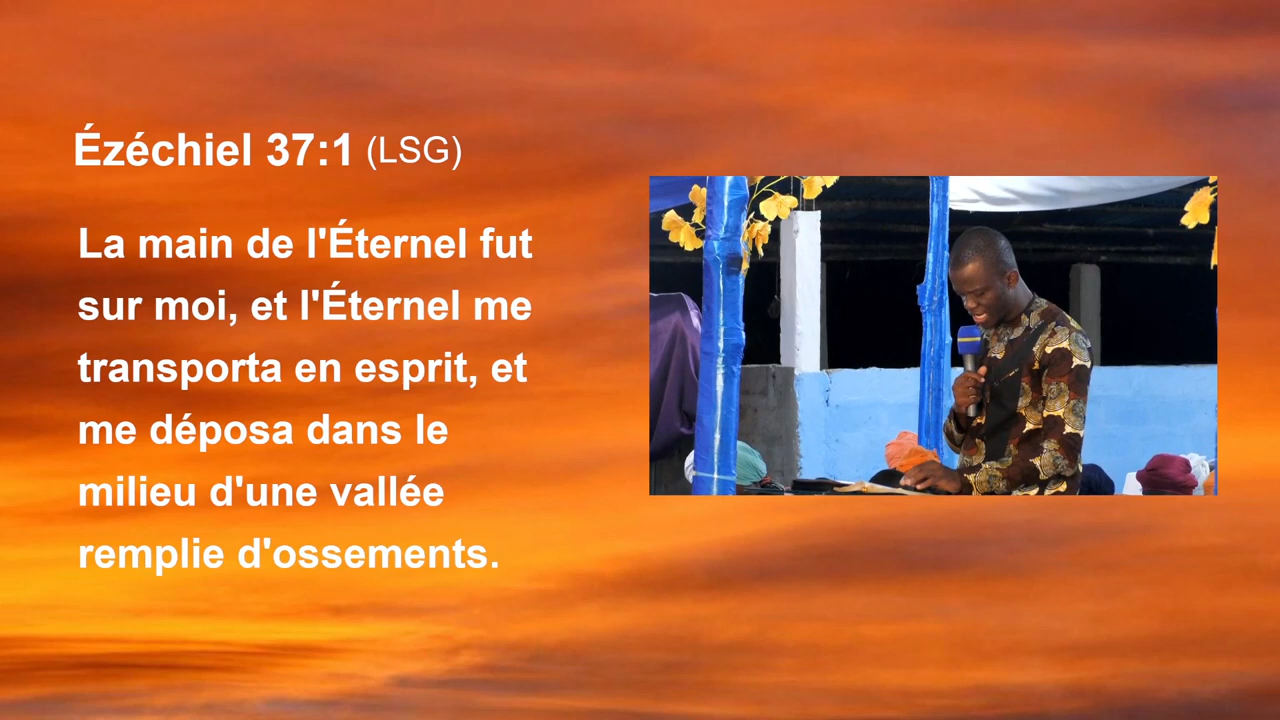 Ézéchiel 37:1 (LSG)
La main de l'Éternel fut
sur moi, et l'Éternel me
transporta en esprit, et
me déposa dans le
milieu d'une vallée
remplie d'ossements.